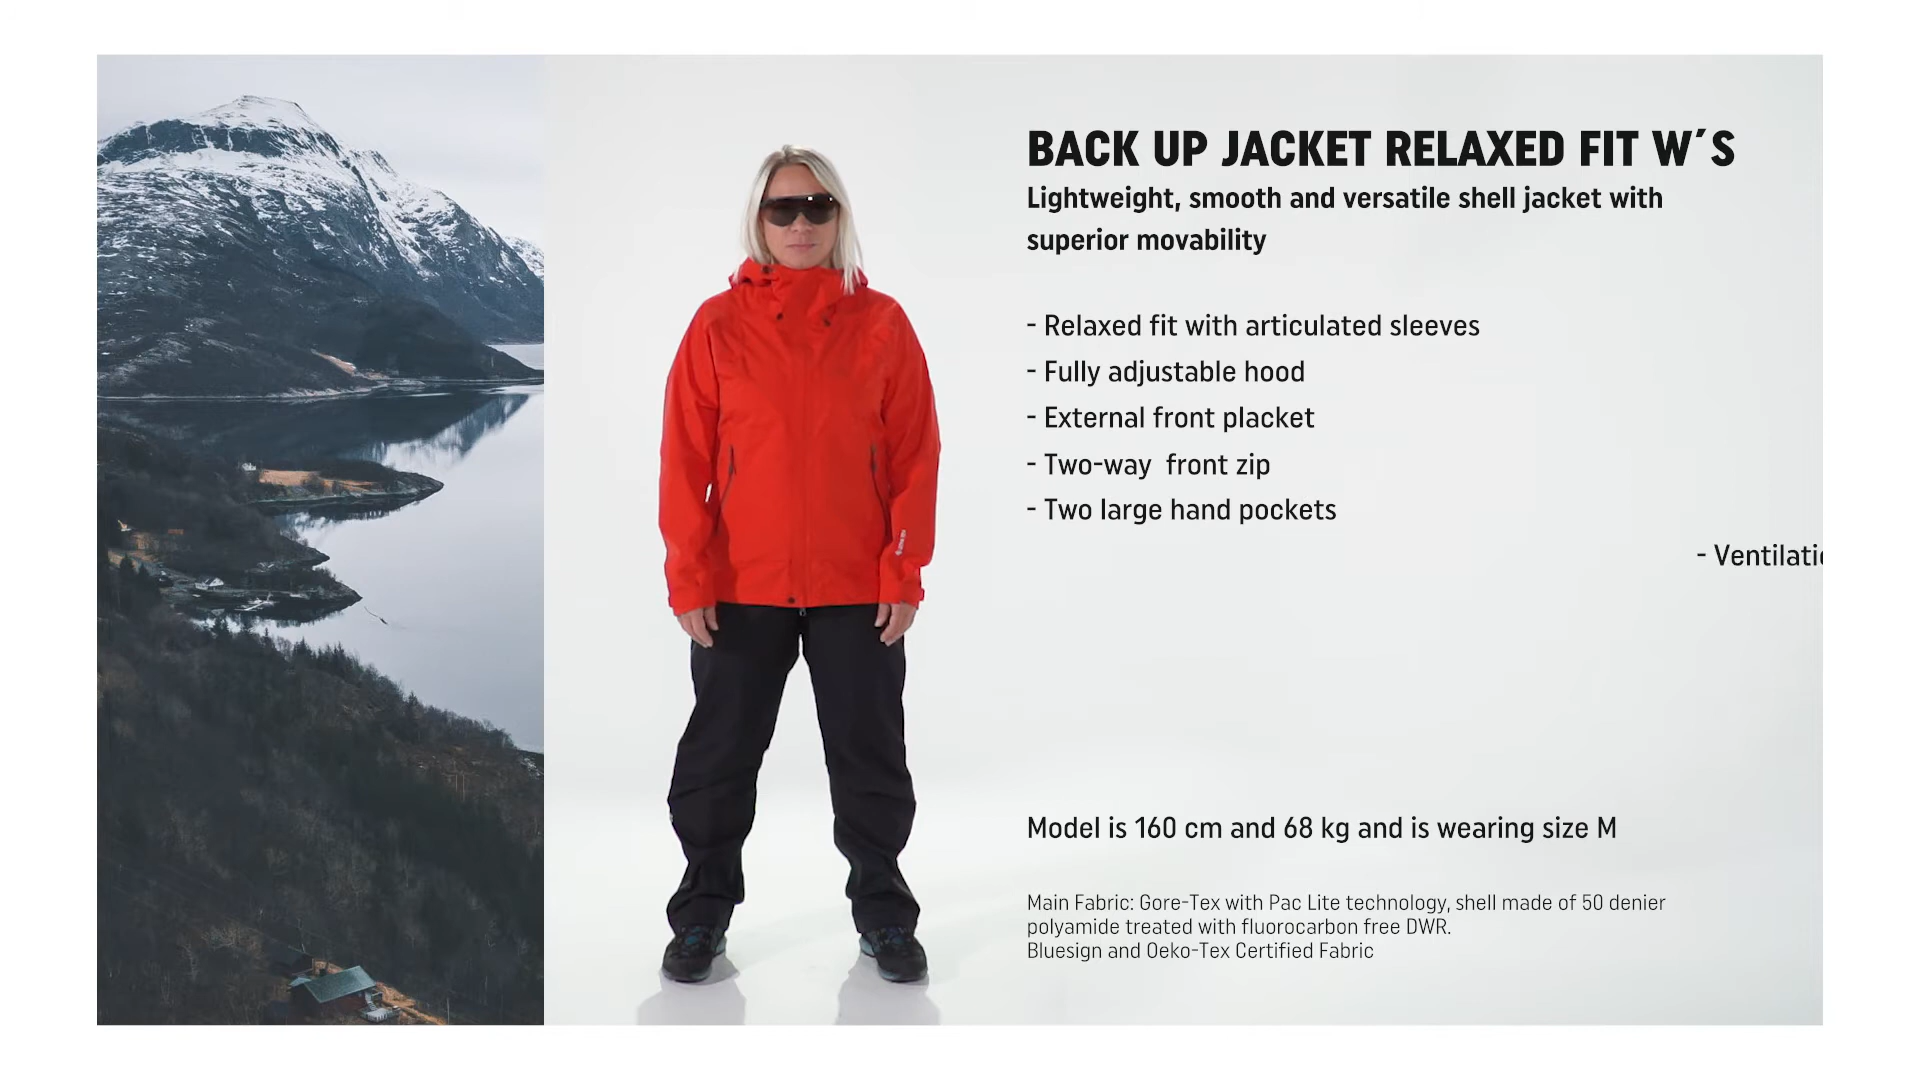 BACK UP JACKET RELAXED FIT W´S
Lightweight, smooth and versatile shell jacket with
superior movability
- Relaxed fit with articulated sleeves
- Fully adjustable hood
- External front placket
- Two-way  front zip
- Two large hand pockets
-
Model is 160 cm and 68 kg and is wearing size M
Main Fabric: Gore-Tex with Pac Lite technology, shell made of 50 denier
polyamide treated with fluorocarbon free DWR.
Bluesign and Oeko-Tex Certified Fabric